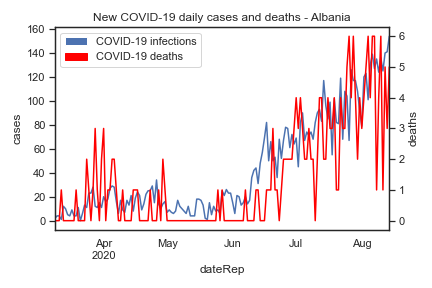 New COVID-19 daily cases and deaths - Albania
COVID-19 infections
COVID-19 deaths
160
140
120
100
80
60
40
20
0
cases
6
5
4
3
2
1
0
deaths
Apr
2020
May
Jun
Jul
Aug
dateRep